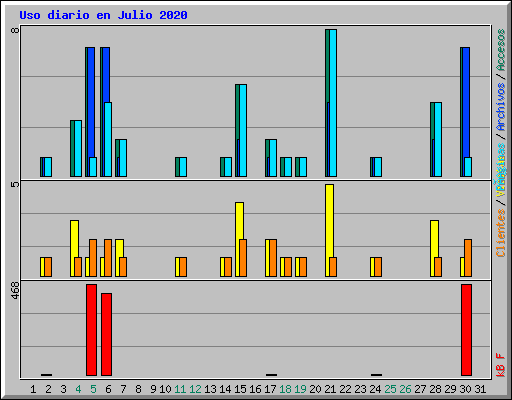 Uso diario en Julio 2020
8
5
468
Clientes / Visitas / Archivos / Accesos
kB F
1 2 3 4 5 6 7 8 9 10 11 12 13 14 15 16 17 18 19 20 21 22 23 24 25 26 27 28 29 30 31